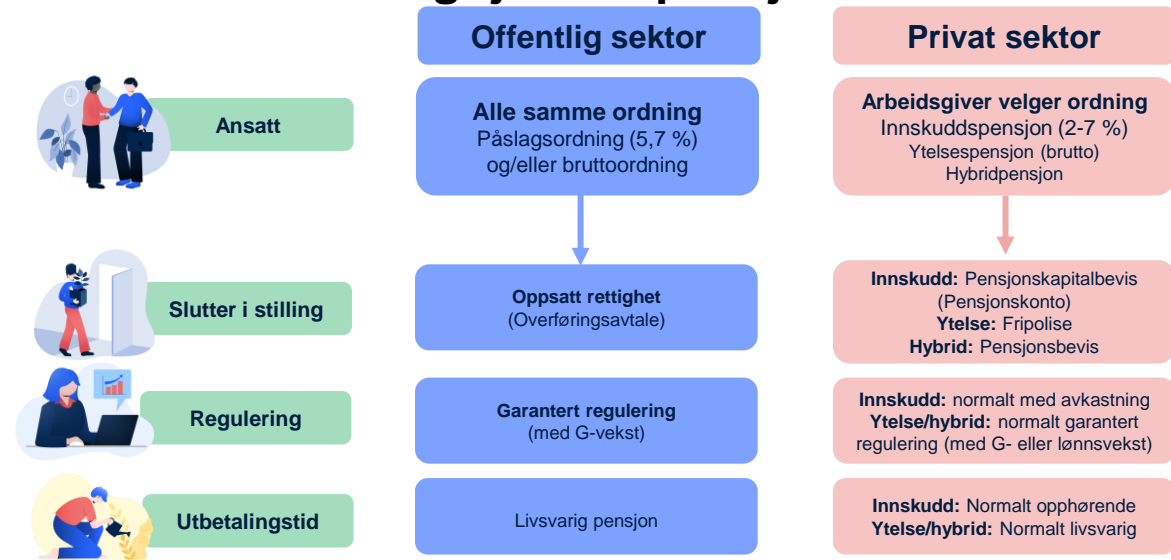 Offentlig sektor
Privat sektor
Ansatt
Alle samme ordning
Påslagsordning (5,7 %)
og/eller bruttoordning
Arbeidsgiver velger ordning
Innskuddspensjon (2-7 %)
Ytelsespensjon (brutto)
Hybridpensjon
Slutter i stilling
Oppsatt rettighet
(Overføringsavtale)
Innskudd: Pensjonskapitalbevis
(Pensjonskonto)
Ytelse: Fripolise
Hybrid: Pensjonsbevis
Regulering
Garantert regulering
(med G-vekst)
Innskudd: normalt med avkastning
Ytelse/hybrid: normalt garantert
regulering (med G- eller lønnsvekst)
Utbetalingstid
Livsvarig pensjon
Innskudd: Normalt opphørende
Ytelse/hybrid: Normalt livsvarig